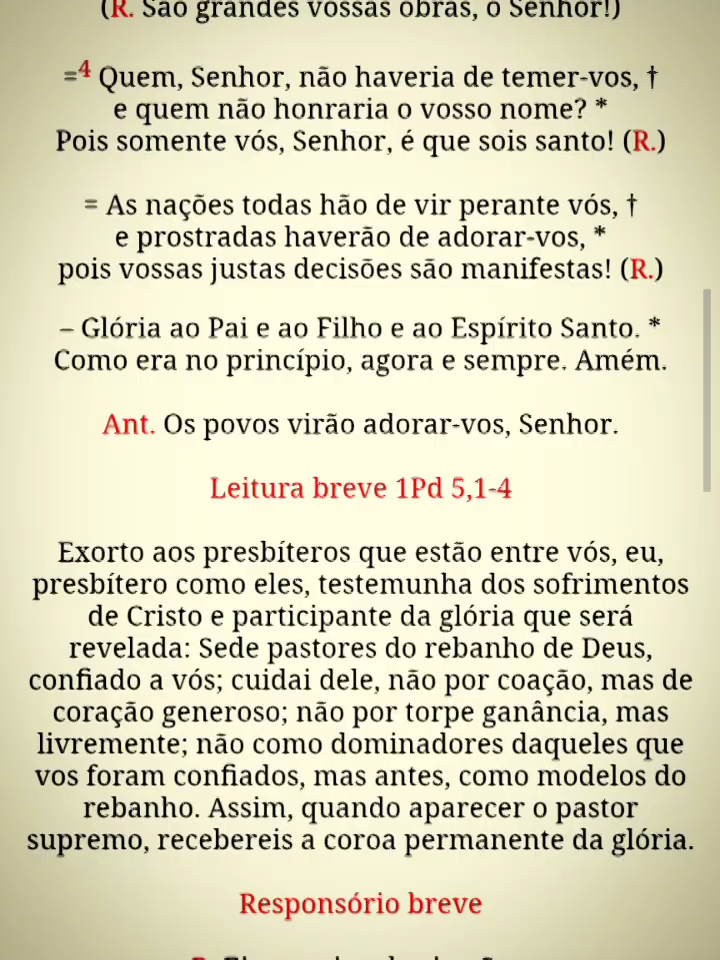 (R. São grandes vossas obras, ó Senhor!)
=4 Quem, Senhor, não haveria de temer-vos, †
e quem não honraria o vosso nome? *
Pois somente vós, Senhor, é que sois santo! (R.)
= As nações todas hão de vir perante vós, †
e prostradas haverão de adorar-vos, *
pois vossas justas decisões são manifestas! (R.)
– Glória ao Pai e ao Filho e ao Espírito Santo. *
Como era no princípio, agora e sempre. Amém.
Ant. Os povos virão adorar-vos, Senhor.
Leitura breve 1Pd 5,1-4
Exorto aos presbíteros que estão entre vós, eu,
presbítero como eles, testemunha dos sofrimentos
de Cristo e participante da glória que será
revelada: Sede pastores do rebanho de Deus,
confiado a vós; cuidai dele, não por coação, mas de
coração generoso; não por torpe ganância, mas
livremente; não como dominadores daqueles que
vos foram confiados, mas antes, como modelos do
rebanho. Assim, quando aparecer o pastor
supremo, recebereis a coroa permanente da glória.
Responsório breve